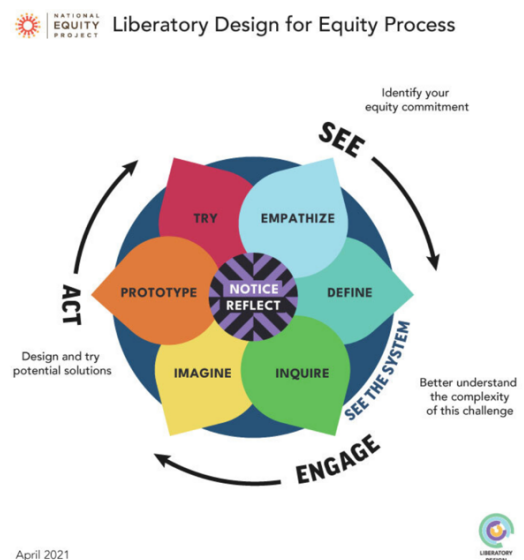 NATIONAL
EQUITY
PROJECT
Liberatory Design for Equity Process
Identify your
equity commitment
SEE
TRY
EMPATHIZE
NOTICE
REFLECT
PROTOTYPE
DEFINE
ACT
SEE THE SYSTEM
Design and try
potential solutions
IMAGINE
INQUIRE
Better understand
the complexity
of this challenge
ENGAGE
April 2021
LIBERATORY
DESIGN